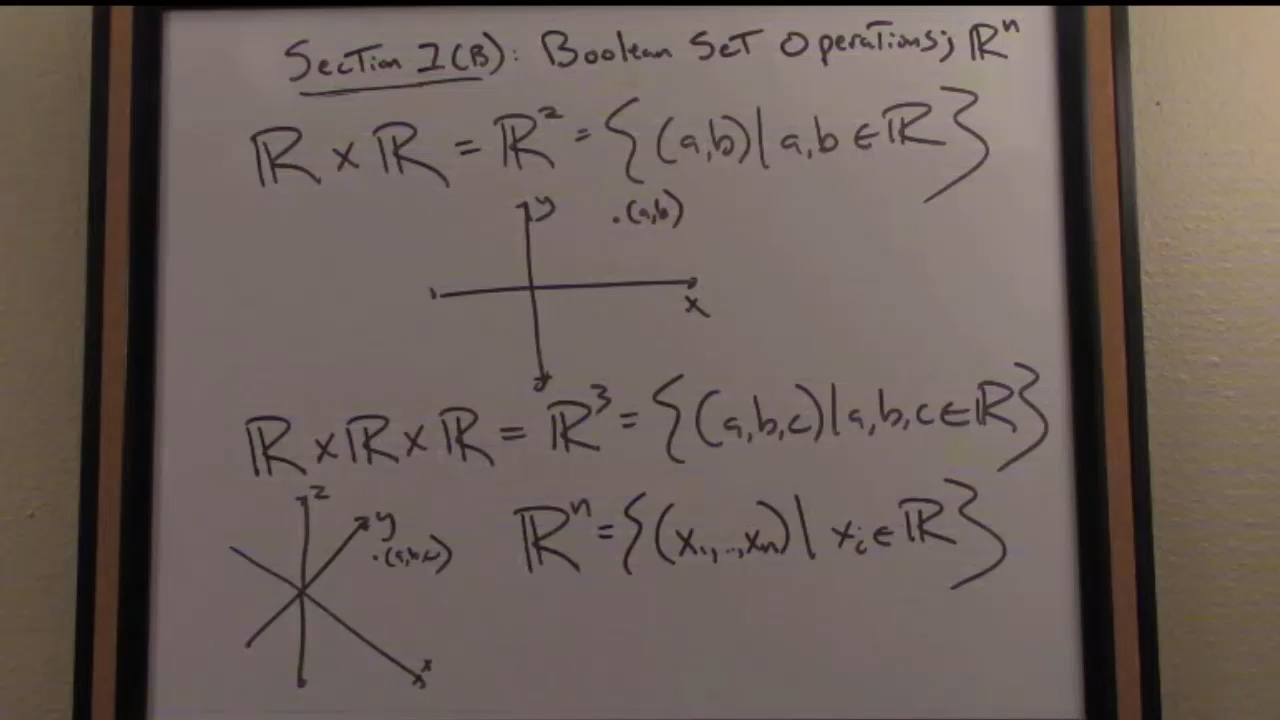 Section I(B): Boolean Set Operations; ℝⁿ
ℝ × ℝ = ℝ² = {(a,b) | a,b ∈ ℝ}
y
.(a,b)
x
ℝ × ℝ × ℝ = ℝ³ = {(a,b,c) | a,b,c ∈ ℝ}
z
y
.(a,b,c)
x
ℝⁿ = {(x₁,...,xₙ) | xᵢ ∈ ℝ}